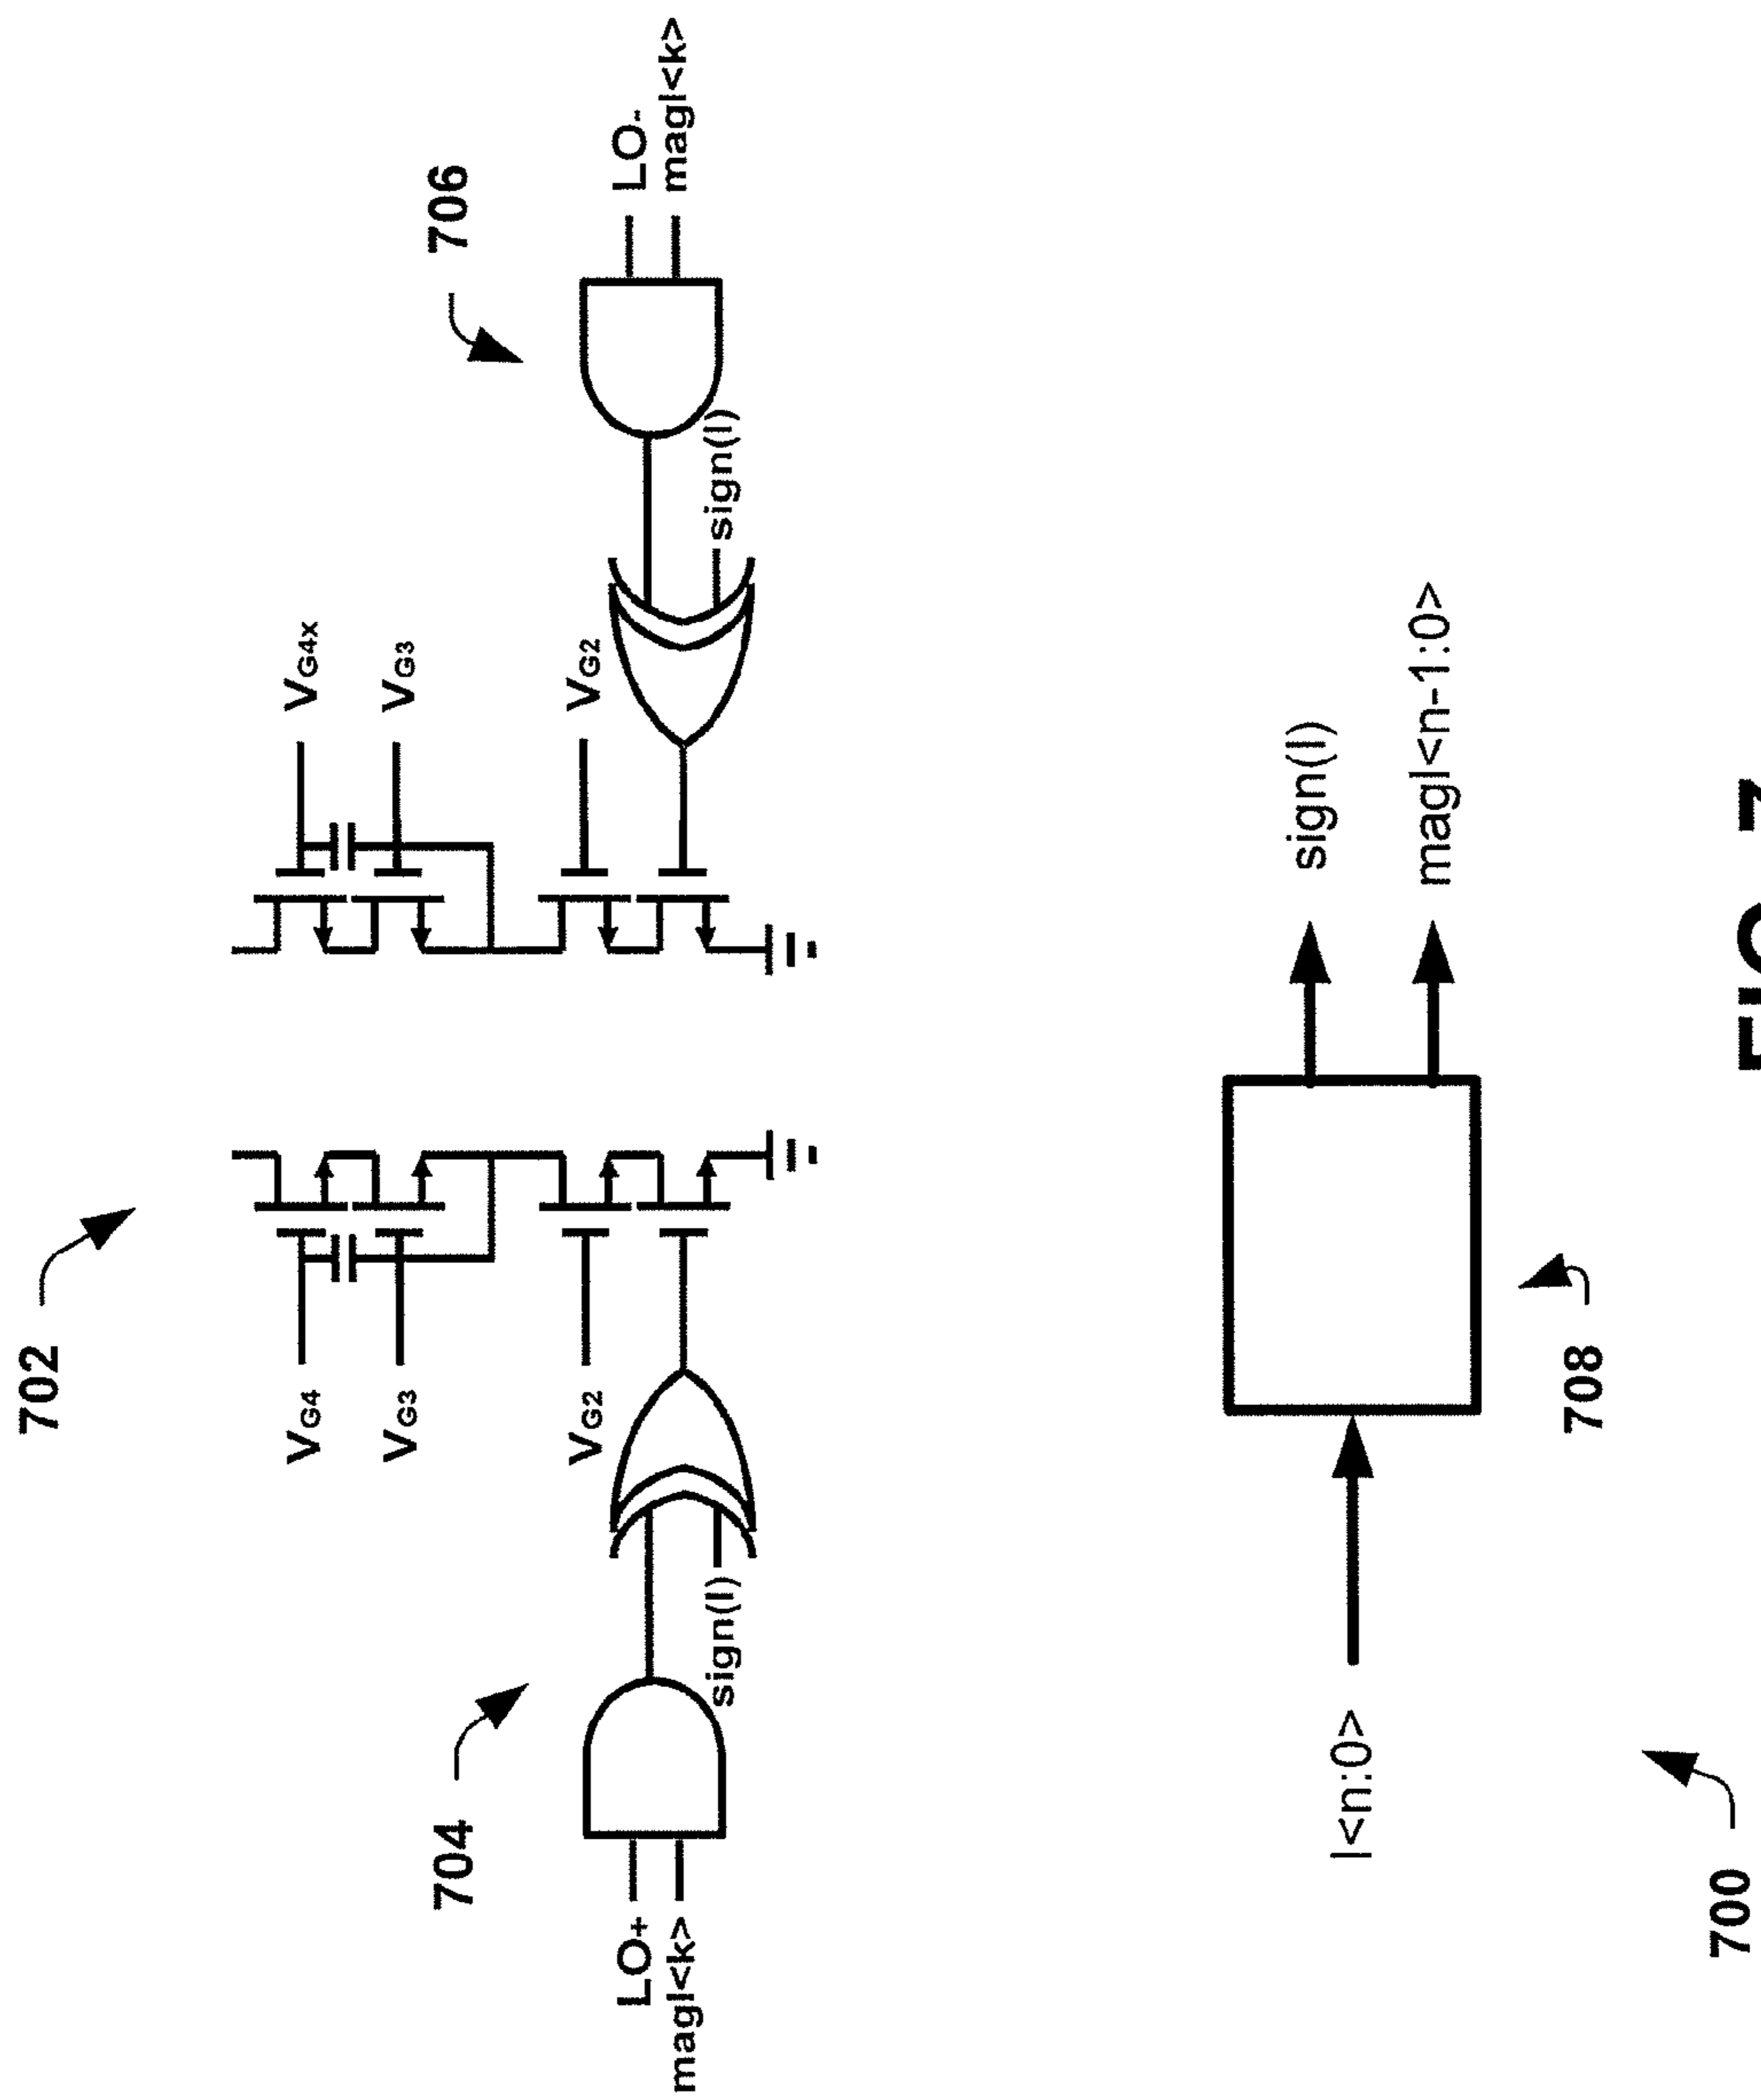 702
704
706
VG4
VG3
VG2
VG4x
VG3
VG2
LO+
magI<k>
sign(I)
sign(I)
LO-
magI<k>
I<n:0>
sign(I)
magI<n-1:0>
708
700